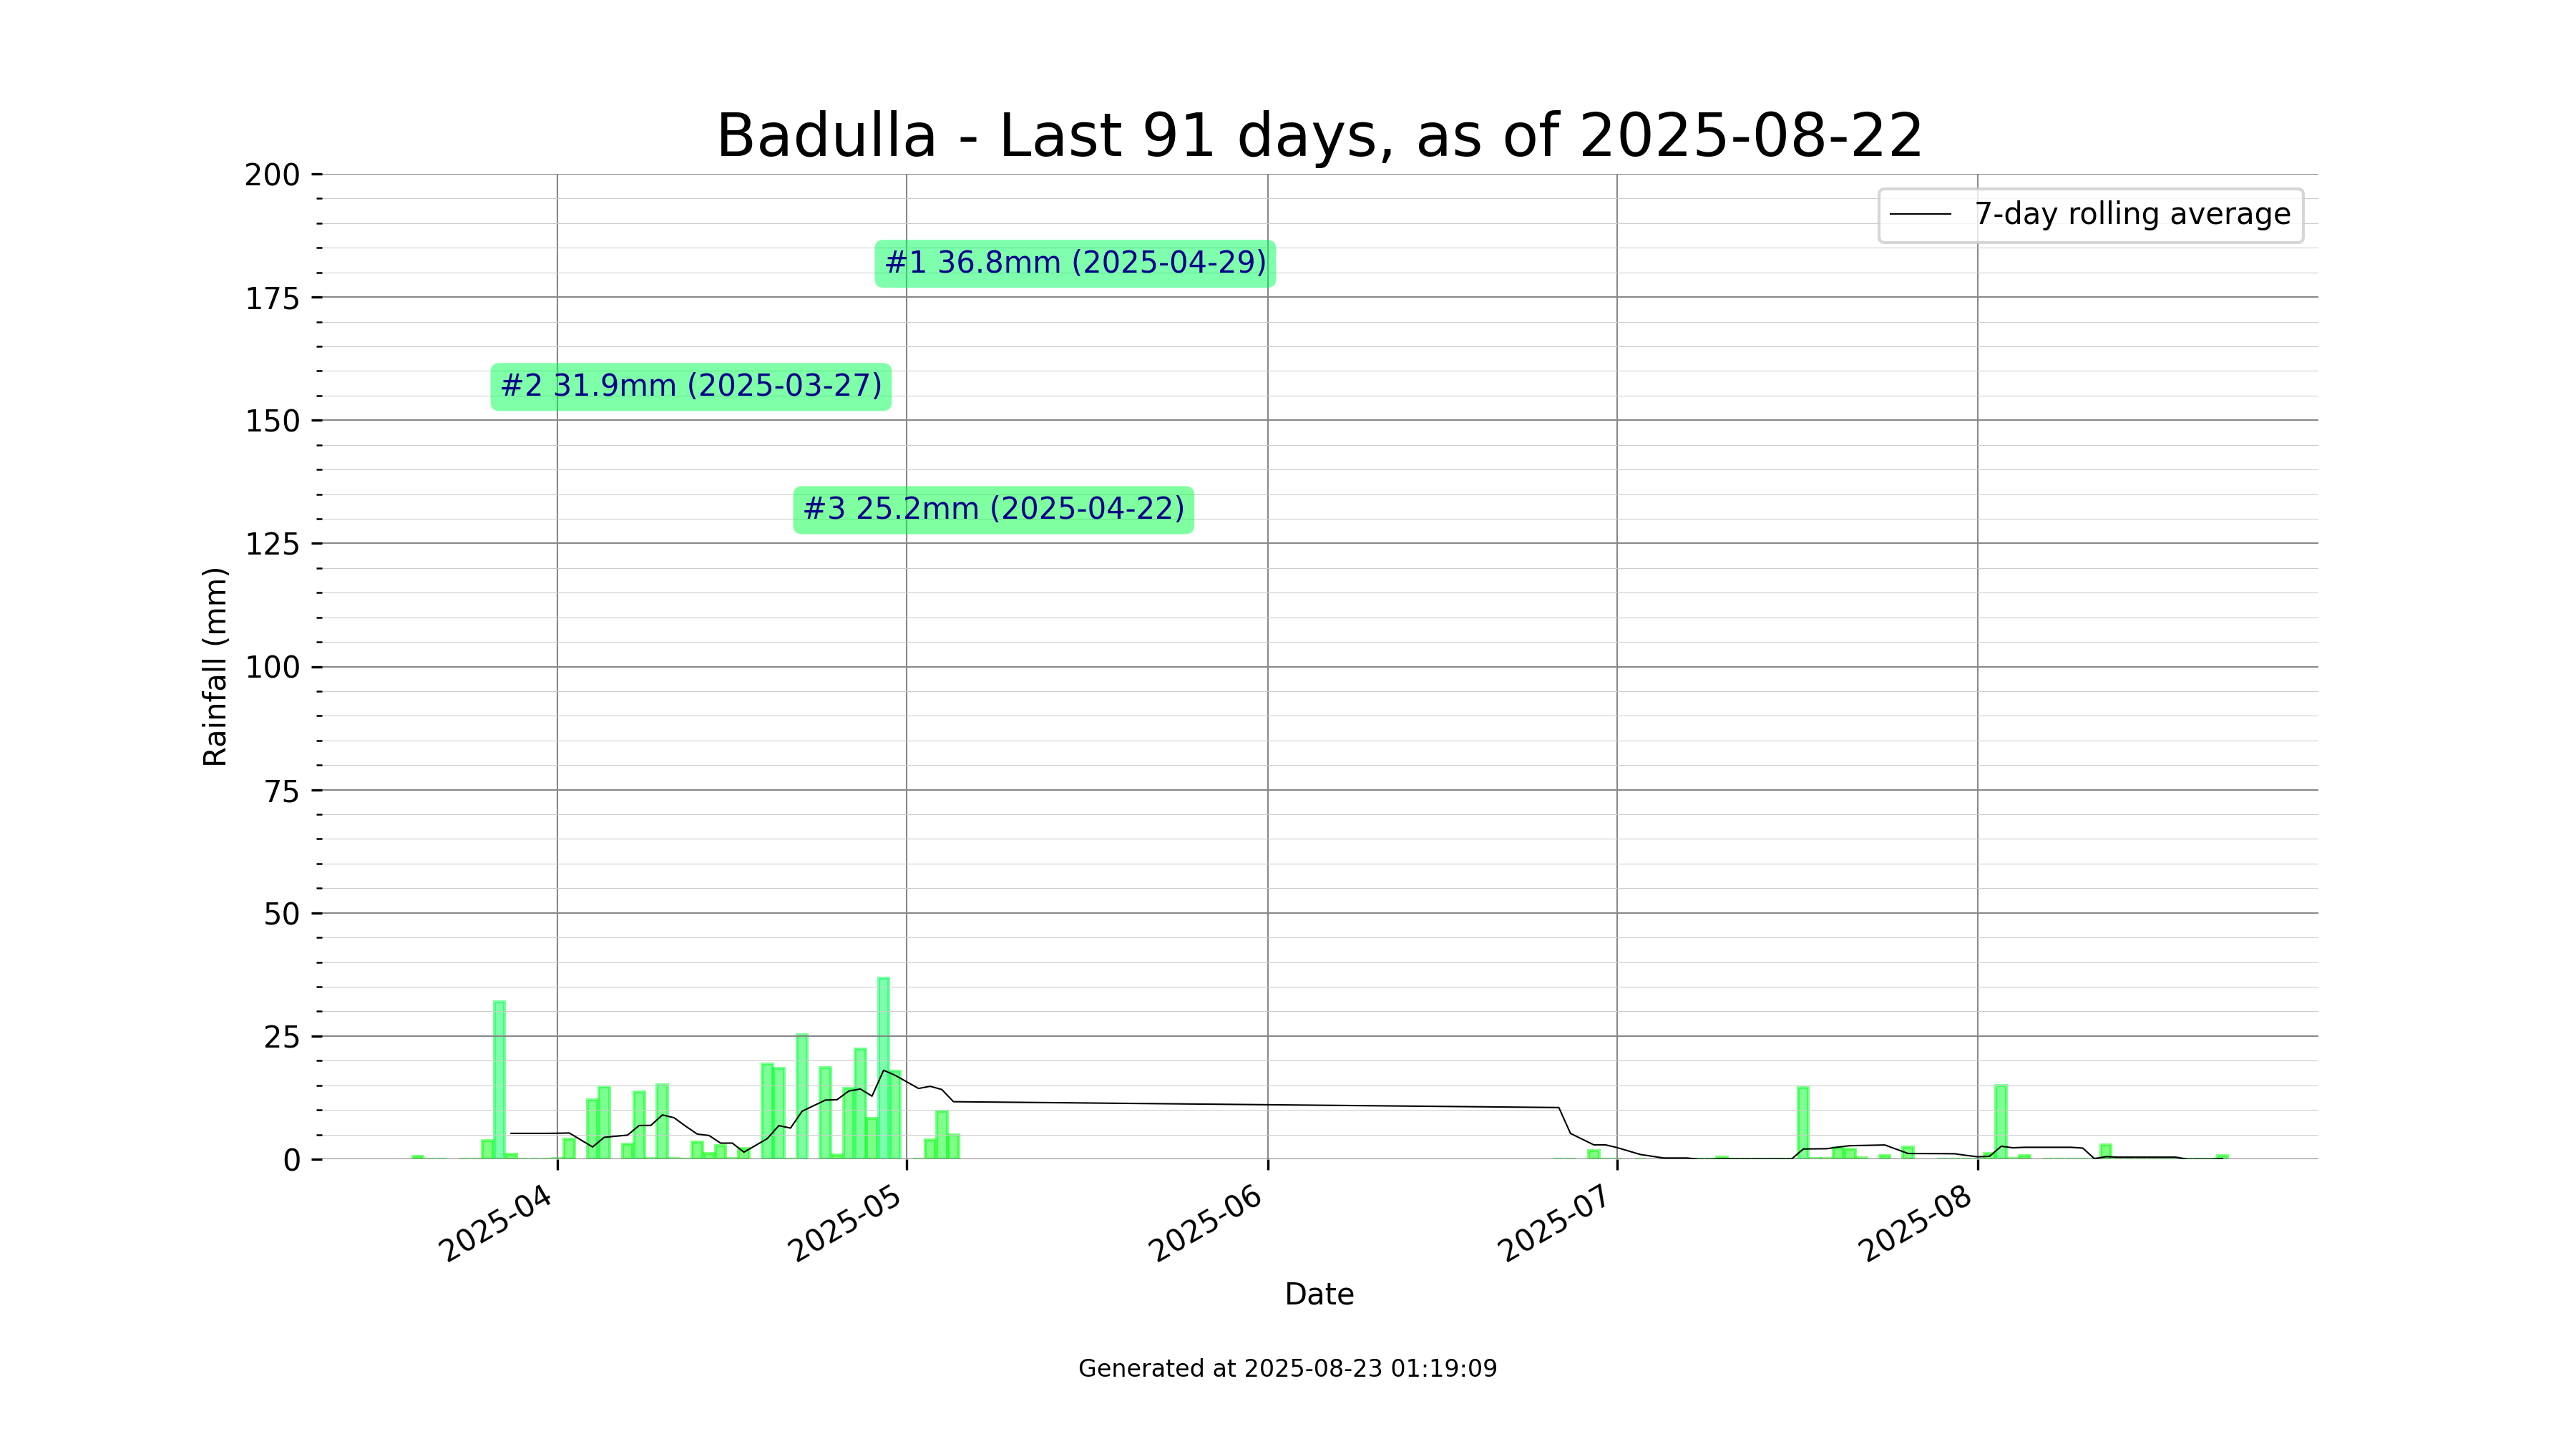 Badulla - Last 91 days, as of 2025-08-22
200
175
150
125
100
75
50
25
0
Rainfall (mm)
7-day rolling average
#1 36.8mm (2025-04-29)
#2 31.9mm (2025-03-27)
#3 25.2mm (2025-04-22)
2025-04
2025-05
2025-06
2025-07
2025-08
Date
Generated at 2025-08-23 01:19:09